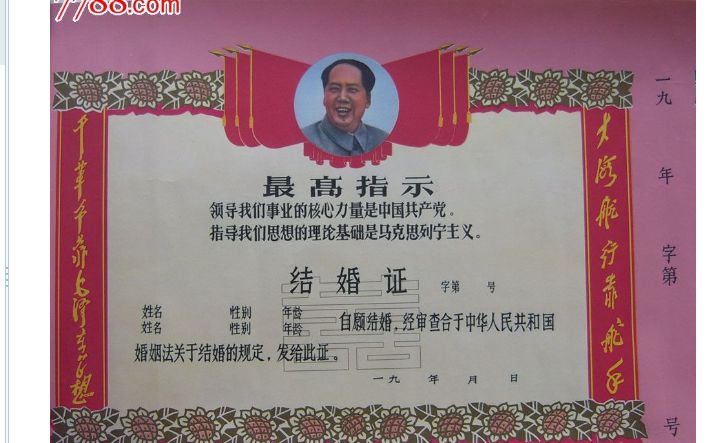 7788.com
最高指示
领导我们事业的核心力量是中国共产党。
指导我们思想的理论基础是马克思列宁主义。
结婚证 字第 号
姓名 性别 年龄
姓名 性别 年龄 自愿结婚，经审查合于中华人民共和国
婚姻法关于结婚的规定，发给此证。
一九 年 月 日
大海航行靠舵手
干革命靠毛泽东思想
一九 年 字第 号